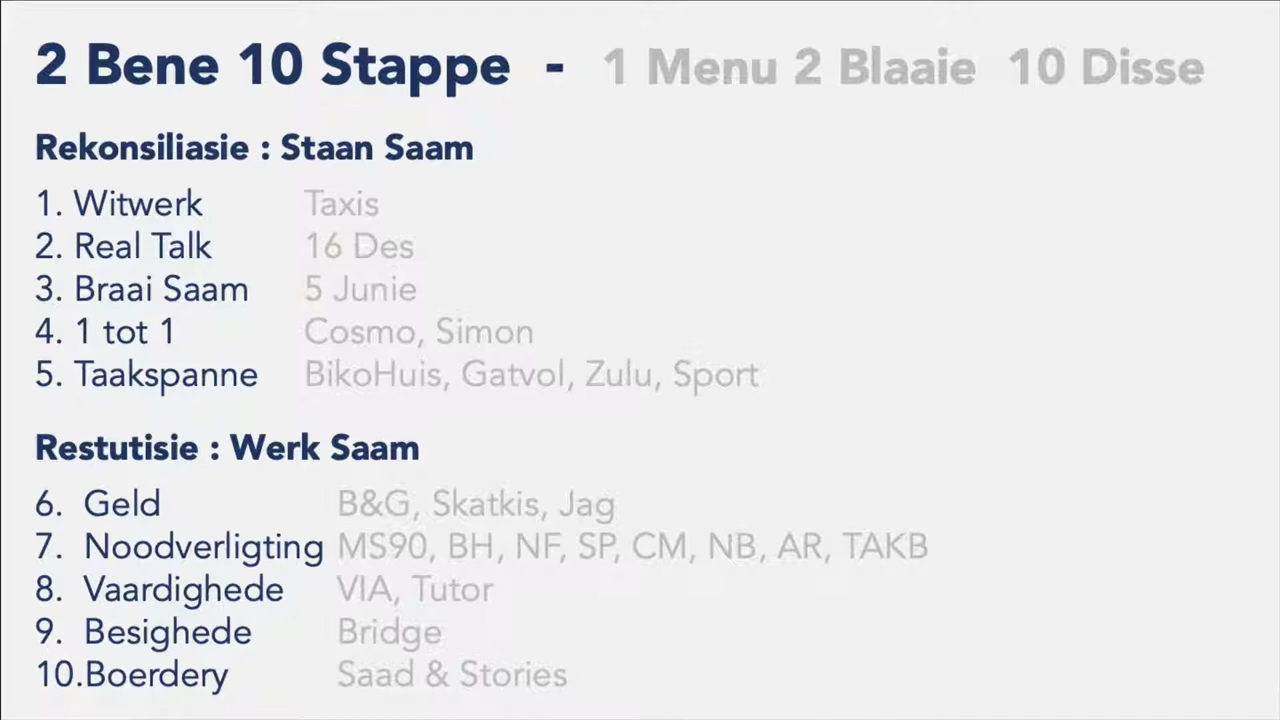 2 Bene 10 Stappe - 1 Menu 2 Blaaie 10 Disse
Rekonsiliasie : Staan Saam
1. Witwerk Taxis
2. Real Talk 16 Des
3. Braai Saam 5 Junie
4. 1 tot 1 Cosmo, Simon
5. Taakspanne BikoHuis, Gatvol, Zulu, Sport
Restutisie : Werk Saam
6. Geld B&G, Skatkis, Jag
7. Noodverligting MS90, BH, NF, SP, CM, NB, AR, TAKB
8. Vaardighede VIA, Tutor
9. Besighede Bridge
10.Boerdery Saad & Stories